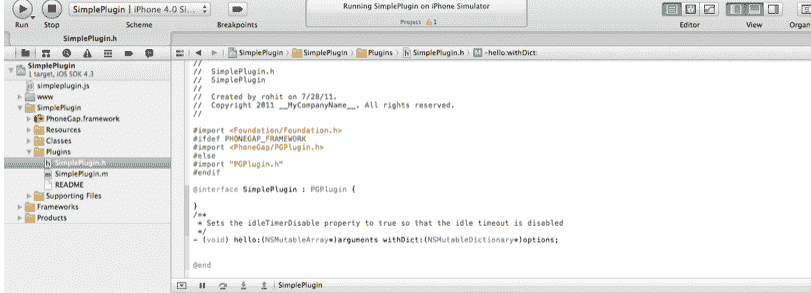 Running SimplePlugin on iPhone Simulator
SimplePlugin | iPhone 4.0 Si...
Project 1
Run Stop Scheme Breakpoints Editor View Organ
SimplePlugin.h
SimplePlugin SimplePlugin Plugins SimplePlugin.h -hello:withDict:
SimplePlugin
1 target, iOS SDK 4.3
simpleplugin.js
www
SimplePlugin
PhoneGap.framework
Resources
Classes
Plugins
SimplePlugin.h
SimplePlugin.m
README
Supporting Files
Frameworks
Products
//
// SimplePlugin.h
// SimplePlugin
//
// Created by rohit on 7/28/11.
// Copyright 2011 __MyCompanyName__. All rights reserved.
//
#import <Foundation/Foundation.h>
#ifdef PHONEGAP_FRAMEWORK
#import <PhoneGap/PGPlugin.h>
#else
#import "PGPlugin.h"
#endif
@interface SimplePlugin : PGPlugin {
}
/**
* Sets the idleTimerDisable property to true so that the idle timeout is disabled
*/
- (void) hello:(NSMutableArray*)arguments withDict:(NSMutableDictionary*)options;
@end
SimplePlugin